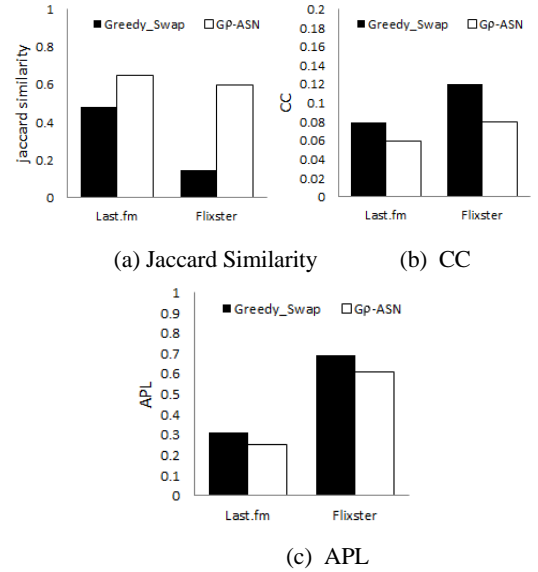 1
0.8
0.6
0.4
0.2
0
jaccard similarity
Greedy_Swap Gρ-ASN
Last.fm Flixster
0.2
0.18
0.16
0.14
0.12
0.1
0.08
0.06
0.04
0.02
0
CC
Greedy_Swap Gρ-ASN
Last.fm Flixster
(a) Jaccard Similarity (b) CC
1
0.9
0.8
0.7
0.6
0.5
0.4
0.3
0.2
0.1
0
APL
Greedy_Swap Gρ-ASN
Last.fm Flixster
(c) APL